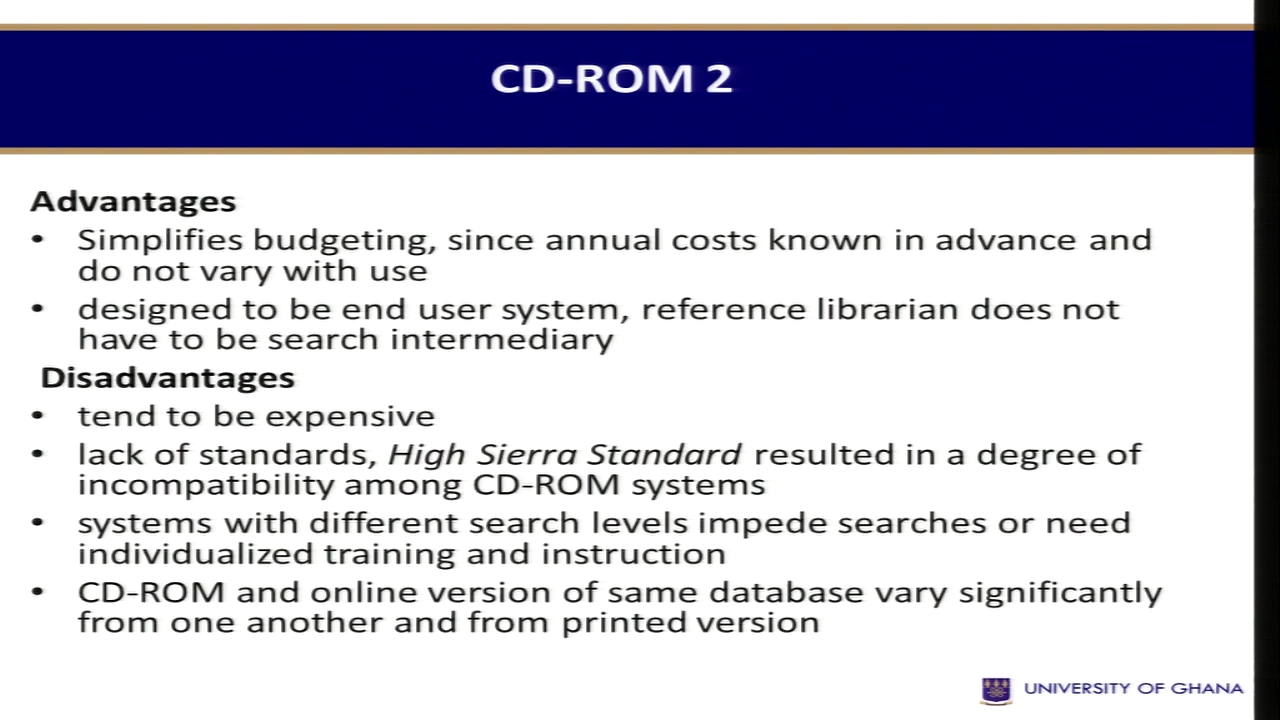 CD-ROM 2
Advantages
• Simplifies budgeting, since annual costs known in advance and
do not vary with use
• designed to be end user system, reference librarian does not
have to be search intermediary
Disadvantages
• tend to be expensive
• lack of standards, High Sierra Standard resulted in a degree of
incompatibility among CD-ROM systems
• systems with different search levels impede searches or need
individualized training and instruction
• CD-ROM and online version of same database vary significantly
from one another and from printed version
UNIVERSITY OF GHANA